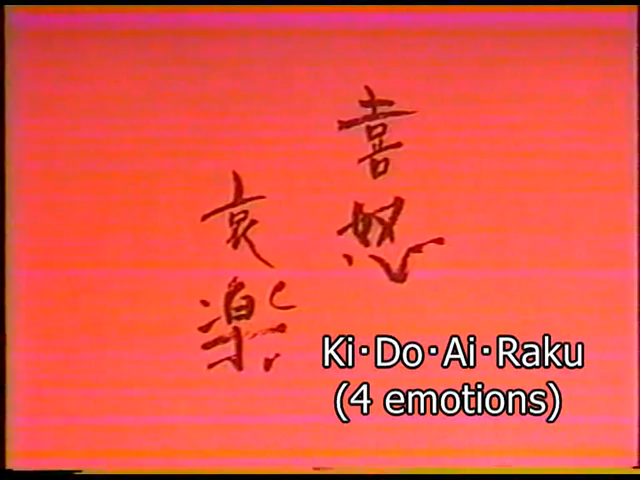 喜怒
哀楽
Ki･Do･Ai･Raku
(4 emotions)